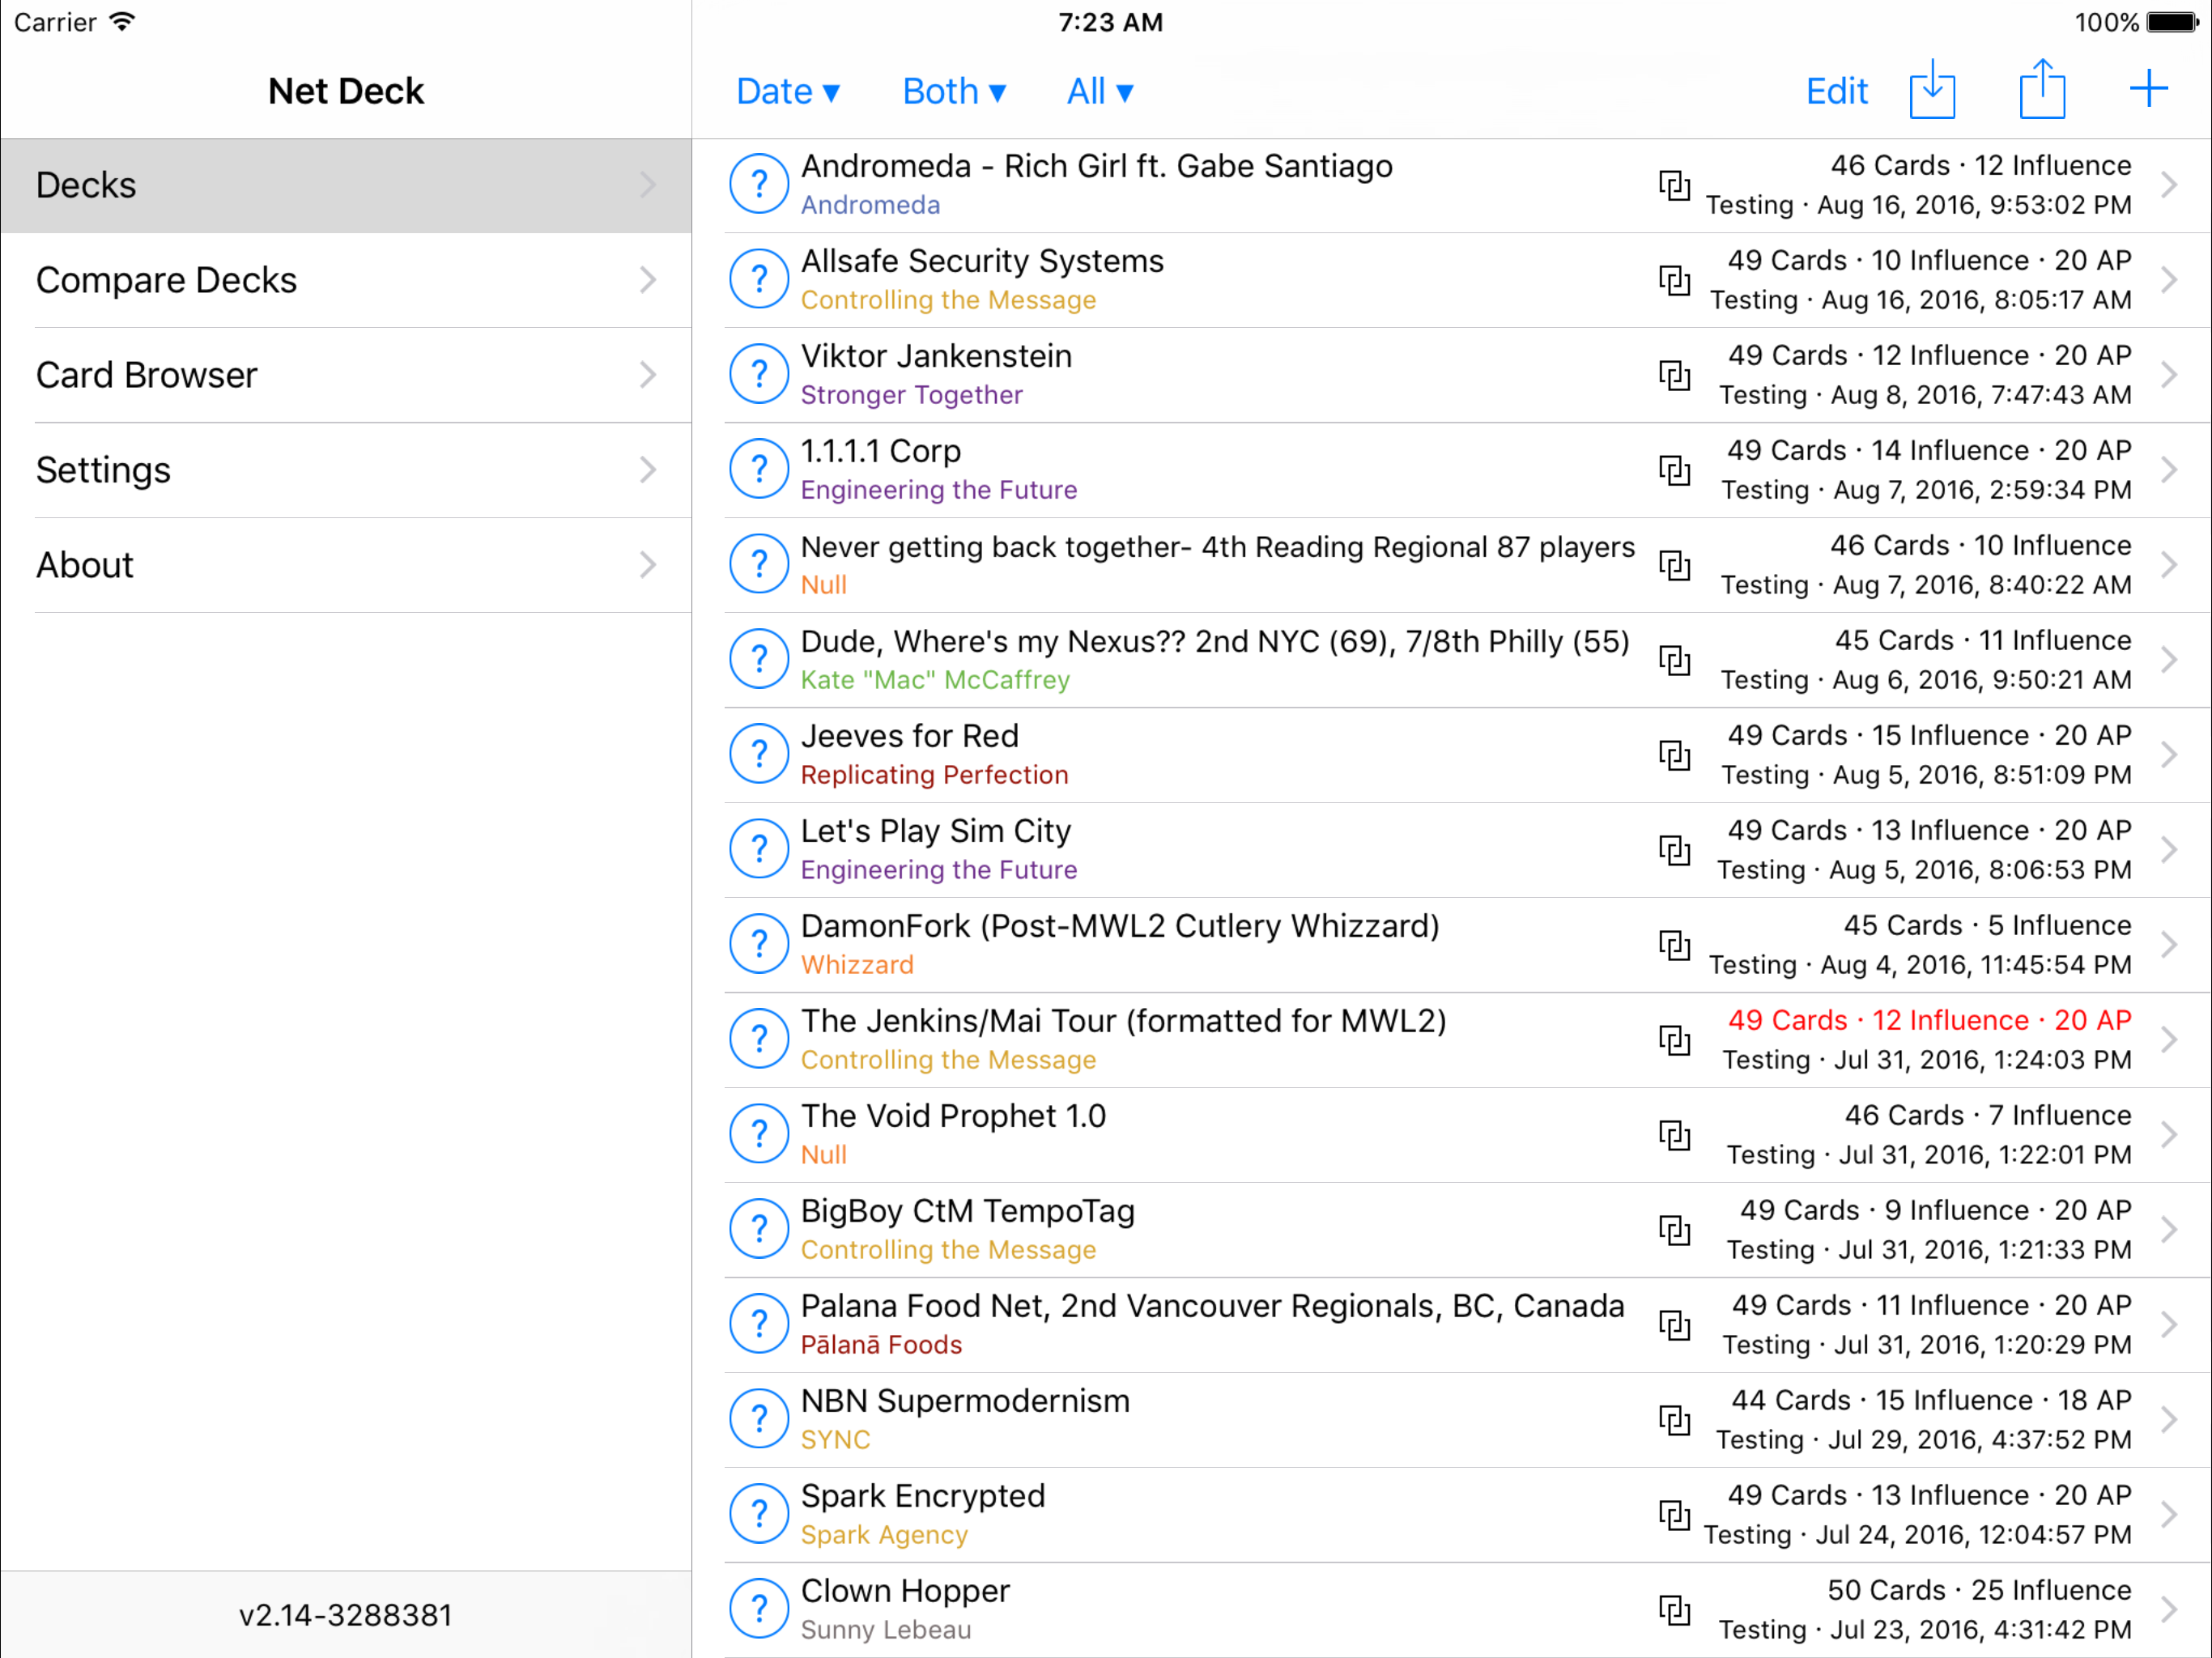 Carrier
7:23 AM
100%
Net Deck
Date ▼
Both ▼
All ▼
Edit
Decks
Compare Decks
Card Browser
Settings
About
v2.14-3288381
? Andromeda - Rich Girl ft. Gabe Santiago
Andromeda
46 Cards · 12 Influence
Testing · Aug 16, 2016, 9:53:02 PM
? Allsafe Security Systems
Controlling the Message
49 Cards · 10 Influence · 20 AP
Testing · Aug 16, 2016, 8:05:17 AM
? Viktor Jankenstein
Stronger Together
49 Cards · 12 Influence · 20 AP
Testing · Aug 8, 2016, 7:47:43 AM
? 1.1.1.1 Corp
Engineering the Future
49 Cards · 14 Influence · 20 AP
Testing · Aug 7, 2016, 2:59:34 PM
? Never getting back together- 4th Reading Regional 87 players
Null
46 Cards · 10 Influence
Testing · Aug 7, 2016, 8:40:22 AM
? Dude, Where's my Nexus?? 2nd NYC (69), 7/8th Philly (55)
Kate "Mac" McCaffrey
45 Cards · 11 Influence
Testing · Aug 6, 2016, 9:50:21 AM
? Jeeves for Red
Replicating Perfection
49 Cards · 15 Influence · 20 AP
Testing · Aug 5, 2016, 8:51:09 PM
? Let's Play Sim City
Engineering the Future
49 Cards · 13 Influence · 20 AP
Testing · Aug 5, 2016, 8:06:53 PM
? DamonFork (Post-MWL2 Cutlery Whizzard)
Whizzard
45 Cards · 5 Influence
Testing · Aug 4, 2016, 11:45:54 PM
? The Jenkins/Mai Tour (formatted for MWL2)
Controlling the Message
49 Cards · 12 Influence · 20 AP
Testing · Jul 31, 2016, 1:24:03 PM
? The Void Prophet 1.0
Null
46 Cards · 7 Influence
Testing · Jul 31, 2016, 1:22:01 PM
? BigBoy CtM TempoTag
Controlling the Message
49 Cards · 9 Influence · 20 AP
Testing · Jul 31, 2016, 1:21:33 PM
? Palana Food Net, 2nd Vancouver Regionals, BC, Canada
Pālanā Foods
49 Cards · 11 Influence · 20 AP
Testing · Jul 31, 2016, 1:20:29 PM
? NBN Supermodernism
SYNC
44 Cards · 15 Influence · 18 AP
Testing · Jul 29, 2016, 4:37:52 PM
? Spark Encrypted
Spark Agency
49 Cards · 13 Influence · 20 AP
Testing · Jul 24, 2016, 12:04:57 PM
? Clown Hopper
Sunny Lebeau
50 Cards · 25 Influence
Testing · Jul 23, 2016, 4:31:42 PM